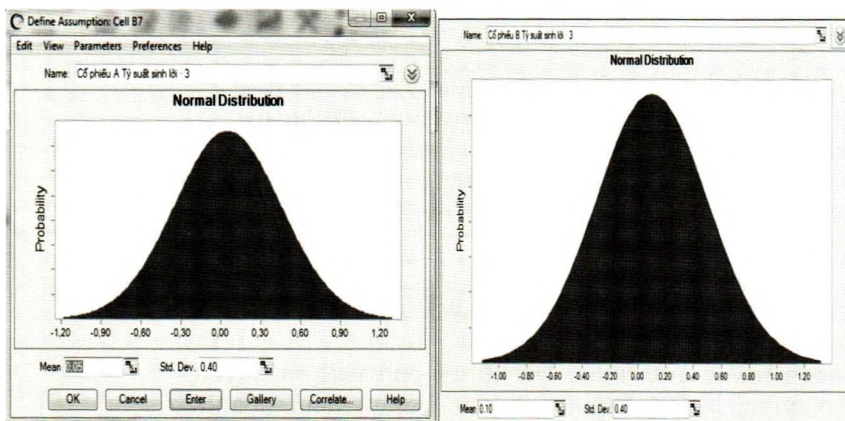 Define Assumption: Cell B7
Edit View Parameters Preferences Help
Name: Cổ phiếu A Tỷ suất sinh lời - 3
Normal Distribution
Probability
-1,20 -0,90 -0,60 -0,30 0,00 0,30 0,60 0,90 1,20
Mean 0,05 Std. Dev. 0,40
OK Cancel Enter Gallery Correlate... Help
Name: Cổ phiếu B Tỷ suất sinh lời - 3
Normal Distribution
Probability
-1.00 -0.80 -0.60 -0.40 -0.20 0.00 0.20 0.40 0.60 0.80 1.00 1.20
Mean 0.10 Std. Dev. 0.40